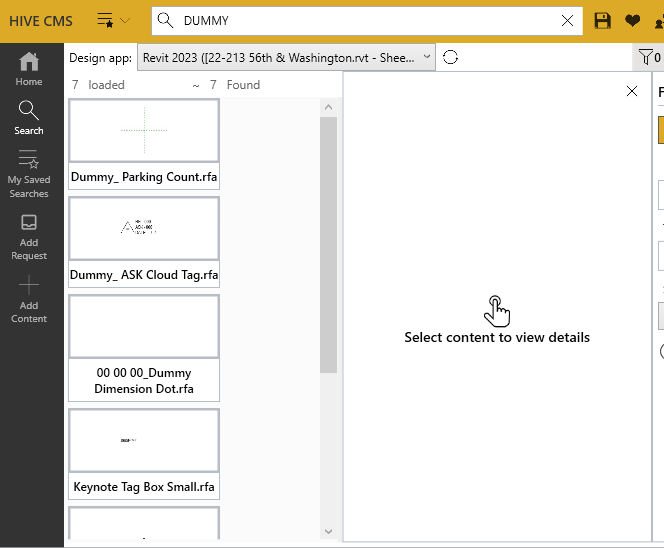 HIVE CMS
DUMMY
Design app: Revit 2023 ([22-213 56th & Washington.rvt - Shee...
0
7 loaded ~ 7 Found
Home
Search
My Saved
Searches
Add
Request
Add
Content
Dummy_ Parking Count.rfa
Dummy_ ASK Cloud Tag.rfa
00 00 00_Dummy
Dimension Dot.rfa
Keynote Tag Box Small.rfa
Select content to view details